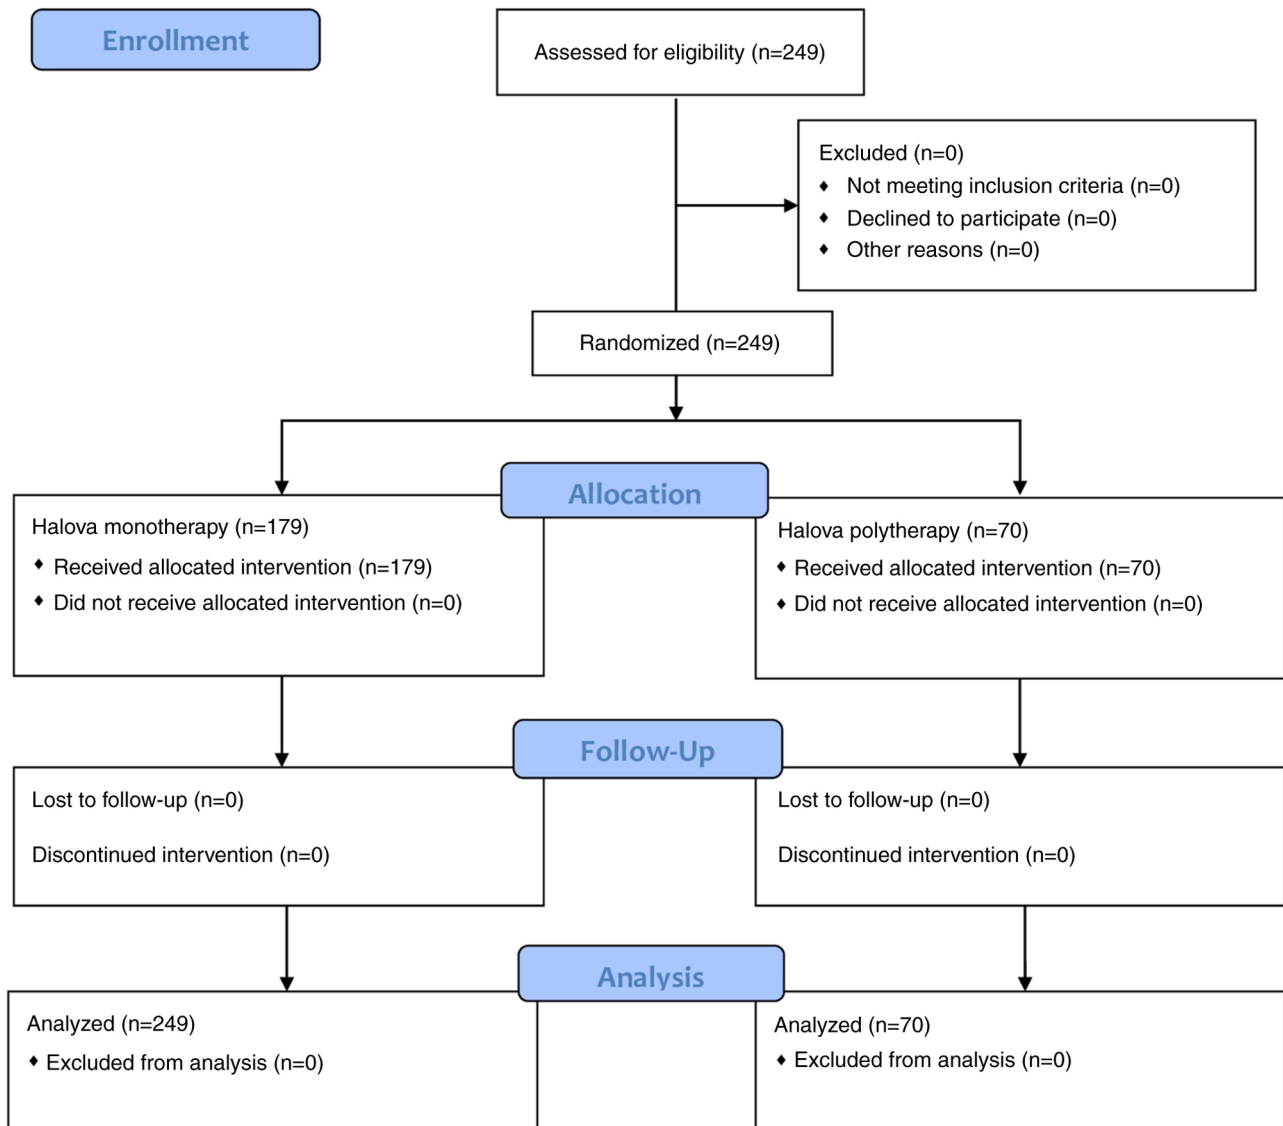 Enrollment
Assessed for eligibility (n=249)
Excluded (n=0)
♦ Not meeting inclusion criteria (n=0)
♦ Declined to participate (n=0)
♦ Other reasons (n=0)
Randomized (n=249)
Allocation
Halova monotherapy (n=179)
♦ Received allocated intervention (n=179)
♦ Did not receive allocated intervention (n=0)
Halova polytherapy (n=70)
♦ Received allocated intervention (n=70)
♦ Did not receive allocated intervention (n=0)
Follow-Up
Lost to follow-up (n=0)
Discontinued intervention (n=0)
Lost to follow-up (n=0)
Discontinued intervention (n=0)
Analysis
Analyzed (n=249)
♦ Excluded from analysis (n=0)
Analyzed (n=70)
♦ Excluded from analysis (n=0)